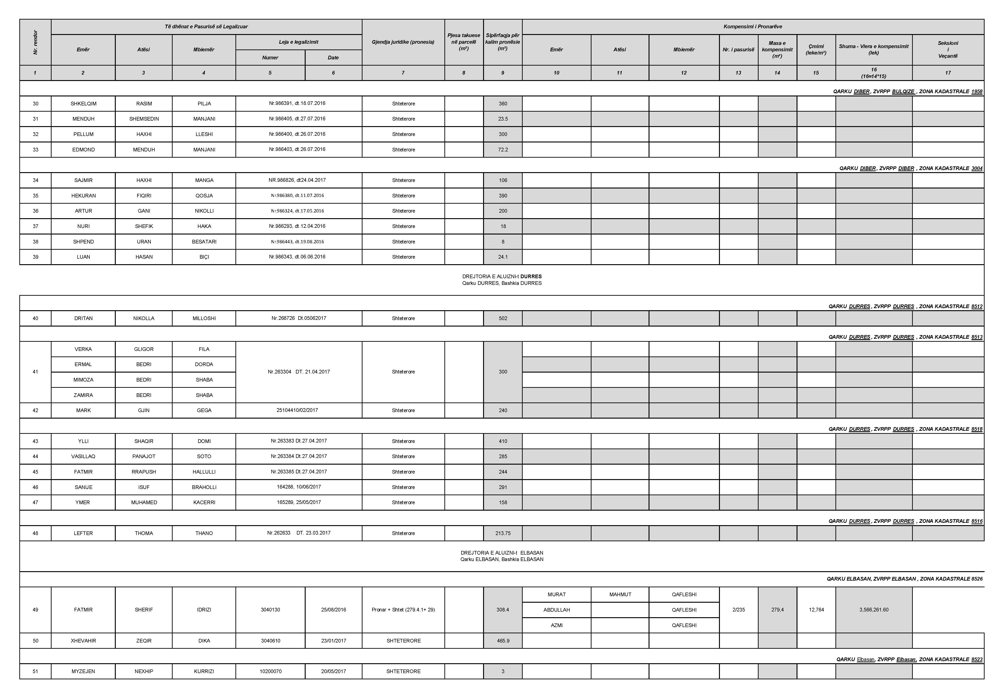 Nr. rendor
Të dhënat e Pasurisë së Legalizuar
Emër Atësi Mbiemër
Leja e legalizimit
Numer Date
Gjendja juridike (pronesia)
Pjesa takuese
në parcelë
(m²)
Sipërfaqja për
kalim pronësie
(m²)
Kompensimi i Pronarëve
Emër Atësi Mbiemër Nr. i pasurisë
Masa e
kompensimit
(m²)
Çmimi
(leke/m²)
Shuma - Vlera e kompensimit
(lek)
Seksioni
i
Veçantë
1 2 3 4 5 6 7 8 9 10 11 12 13 14 15 16 17
(16=14*15)
QARKU DIBER, ZVRPP BULQIZE , ZONA KADASTRALE 1958
30 SHKELQIM RASIM PILJA Nr.986391, dt.18.07.2016 Shteterore 360
31 MENDUH SHEMSEDIN MANJANI Nr.986405, dt.27.07.2016 Shteterore 23.5
32 PELLUM HAXHI LLESHI Nr.986400, dt.26.07.2016 Shteterore 300
33 EDMOND MENDUH MANJANI Nr.986403, dt.26.07.2016 Shteterore 72.2
QARKU DIBER, ZVRPP DIBER , ZONA KADASTRALE 3004
34 SAJMIR HAXHI MANGA NR.986826, dt24.04.2017 Shteterore 106
35 HEKURAN FIQIRI QOSJA Nr.986380, dt.11.07.2016 Shteterore 390
36 ARTUR GANI NIKOLLI Nr.986324, dt.17.05.2016 Shteterore 200
37 NURI SHEFIK HAKA Nr.986293, dt.12.04.2016 Shteterore 18
38 SHPEND URAN BESATARI Nr.986443, dt.19.08.2016 Shteterore 8
39 LUAN HASAN BIÇI Nr.986343, dt.06.06.2016 Shteterore 24.1
DREJTORIA E ALUIZNI-t DURRES
Qarku DURRES, Bashkia DURRES
QARKU DURRES, ZVRPP DURRES , ZONA KADASTRALE 8512
40 DRITAN NIKOLLA MILLOSHI Nr.268726 Dt.05062017 Shteterore 502
QARKU DURRES, ZVRPP DURRES , ZONA KADASTRALE 8513
41 VERKA GLIGOR FILA Nr.263304 DT. 21.04.2017 Shteterore 300
ERMAL BEDRI DORDA
MIMOZA BEDRI SHABA
ZAMIRA BEDRI SHABA
42 MARK GJIN GEGA 25104410/02/2017 Shteterore 240
QARKU DURRES, ZVRPP DURRES , ZONA KADASTRALE 8518
43 YLLI SHAQIR DOMI Nr.263383 Dt.27.04.2017 Shteterore 410
44 VASILLAQ PANAJOT SOTO Nr.263384 Dt.27.04.2017 Shteterore 285
45 FATMIR RRAPUSH HALLULLI Nr.263385 Dt.27.04.2017 Shteterore 244
46 SANIJE ISUF BRAHOLLI 164288, 10/06/2017 Shteterore 291
47 YMER MUHAMED KACERRI 165289, 25/05/2017 Shteterore 158
QARKU DURRES, ZVRPP DURRES , ZONA KADASTRALE 8516
48 LEFTER THOMA THANO Nr.262633 DT. 23.03.2017 Shteterore 213.75
DREJTORIA E ALUIZNI-t ELBASAN
Qarku ELBASAN, Bashkia ELBASAN
QARKU ELBASAN, ZVRPP ELBASAN , ZONA KADASTRALE 8526
49 FATMIR SHERIF IDRIZI 3040130 25/08/2016 Pronar + Shtet (279.4.1+ 29) 308.4 MURAT MAHMUT QAFLESHI 2/235 279,4 12,764 3,566,261.60
ABDULLAH QAFLESHI
AZMI QAFLESHI
50 XHEVAHIR ZEQIR DIKA 3040610 23/01/2017 SHTETERORE 465.9
QARKU Elbasan, ZVRPP Elbasan, ZONA KADASTRALE 8523
51 MYZEJEN NEXHIP KURRIZI 10200070 20/05/2017 SHTETERORE 3